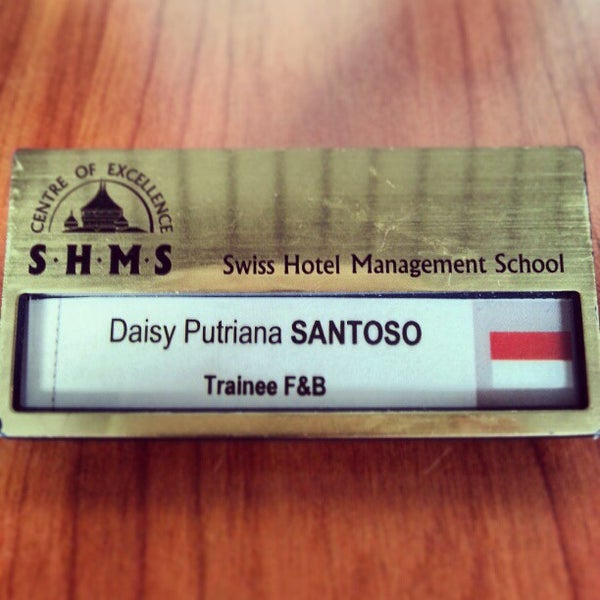 CENTRE OF EXCELLENCE
S·H·M·S
Swiss Hotel Management School
Daisy Putriana SANTOSO
Trainee F&B